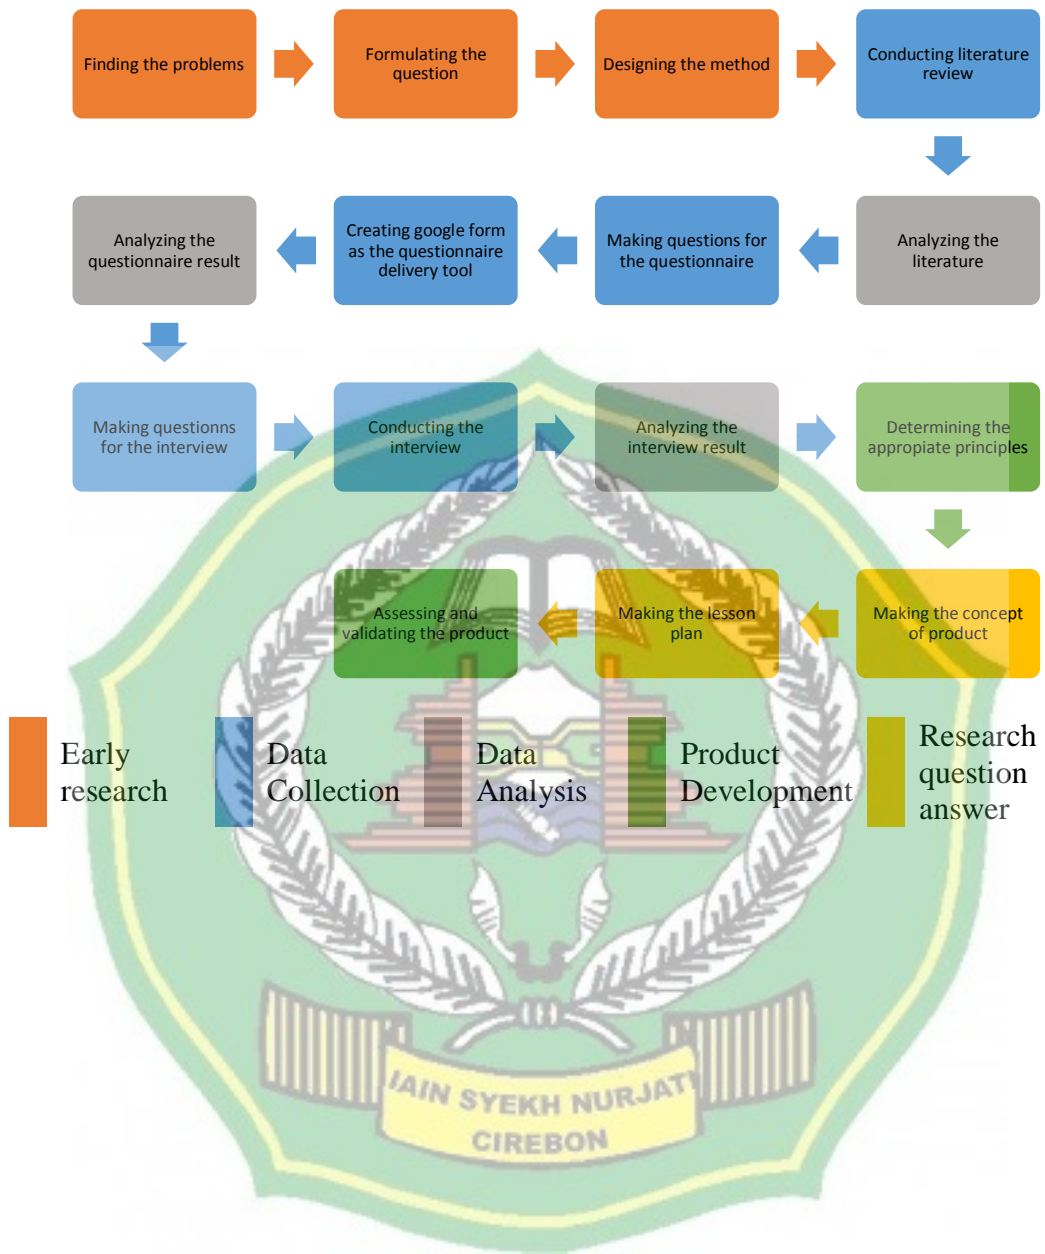 Finding the problems
Formulating the
question
Designing the method
Conducting literature
review
Analyzing the
literature
Making questions for
the questionnaire
Creating google form
as the questionnaire
delivery tool
Analyzing the
questionnaire result
Making questionns
for the interview
Conducting the
interview
Analyzing the
interview result
Determining the
appropiate principles
Making the concept
of product
Making the lesson
plan
Assessing and
validating the product
Early
research
Data
Collection
Data
Analysis
Product
Development
Research
question
answer
IAIN SYEKH NURJATI
CIREBON